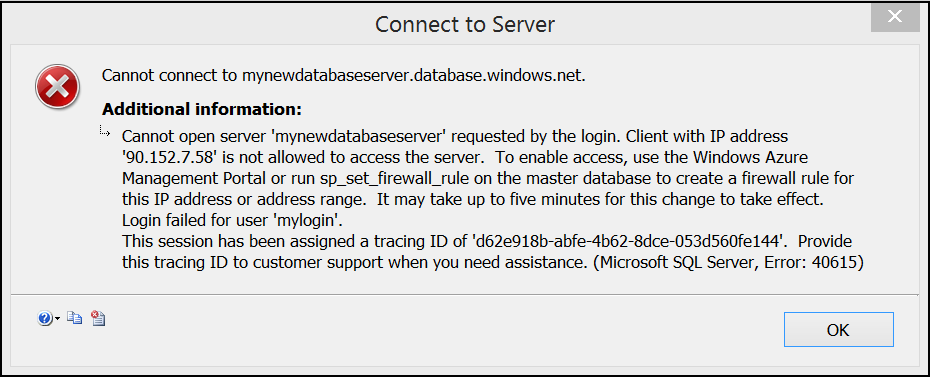 Connect to Server
Cannot connect to mynewdatabaseserver.database.windows.net.
Additional information:
Cannot open server 'mynewdatabaseserver' requested by the login. Client with IP address
'90.152.7.58' is not allowed to access the server.  To enable access, use the Windows Azure
Management Portal or run sp_set_firewall_rule on the master database to create a firewall rule for
this IP address or address range.  It may take up to five minutes for this change to take effect.
Login failed for user 'mylogin'.
This session has been assigned a tracing ID of 'd62e918b-abfe-4b62-8dce-053d560fe144'.  Provide
this tracing ID to customer support when you need assistance. (Microsoft SQL Server, Error: 40615)
OK